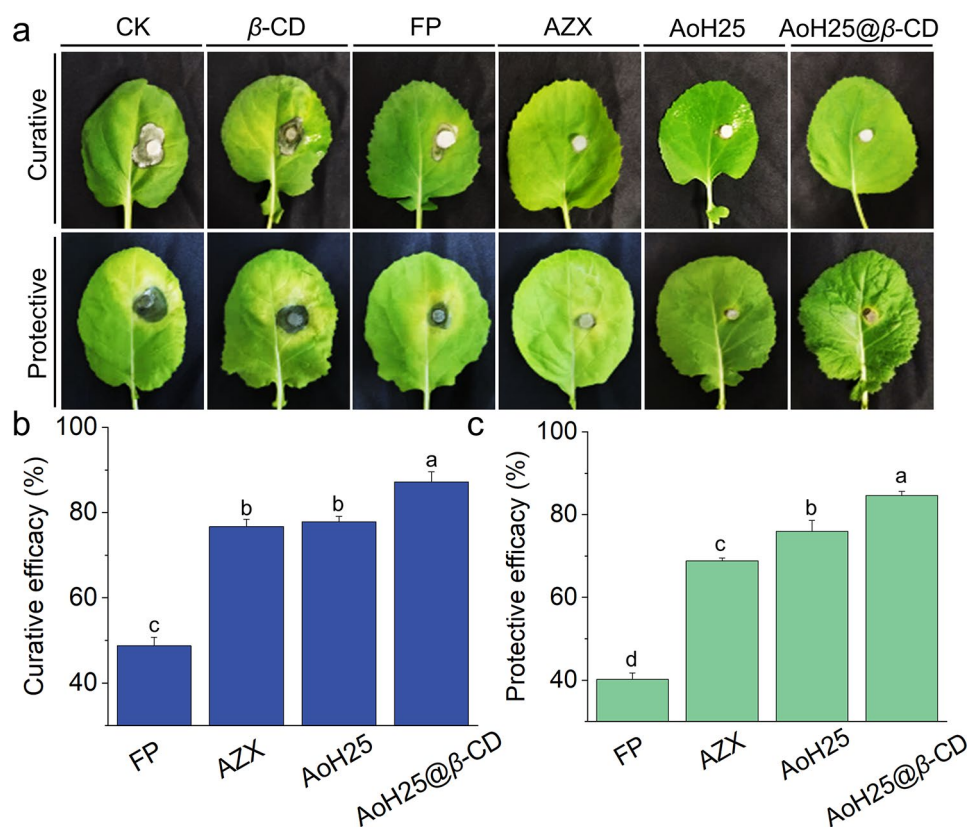 a
CK β-CD FP AZX AoH25 AoH25@β-CD
Curative
Protective
b
100
80
60
40
Curative efficacy (%)
c
b
b
a
FP AZX AoH25 AoH25@β-CD
c
100
80
60
40
Protective efficacy (%)
d
c
b
a
FP AZX AoH25 AoH25@β-CD